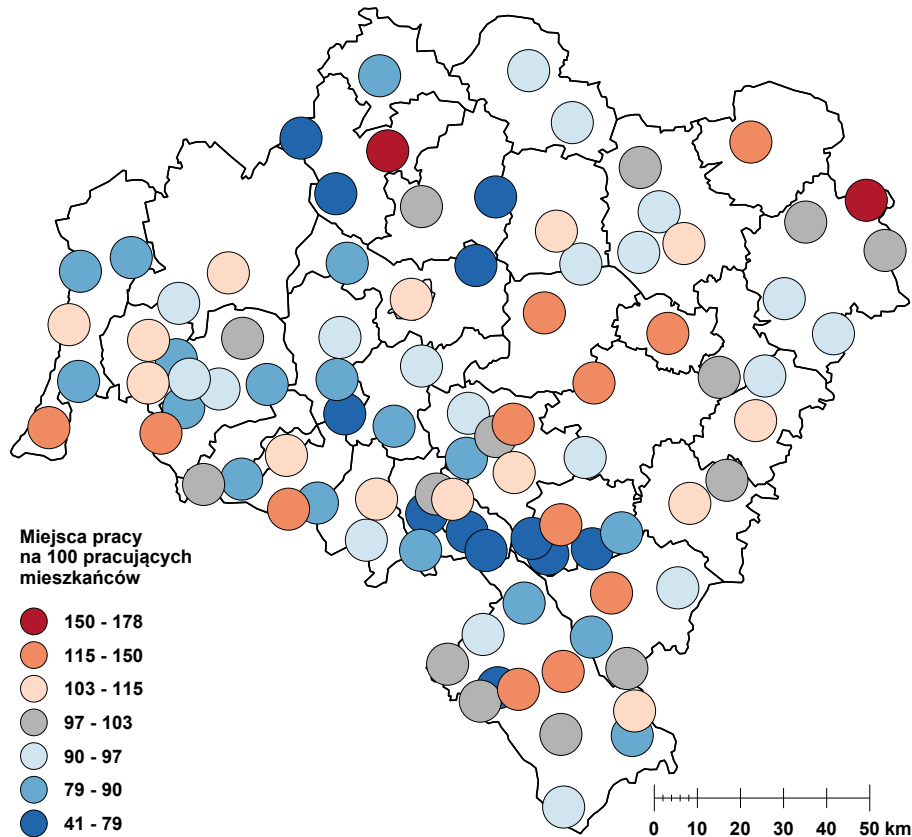 Miejsca pracy
na 100 pracujących
mieszkańców
150 - 178
115 - 150
103 - 115
97 - 103
90 - 97
79 - 90
41 - 79
0 10 20 30 40 50 km